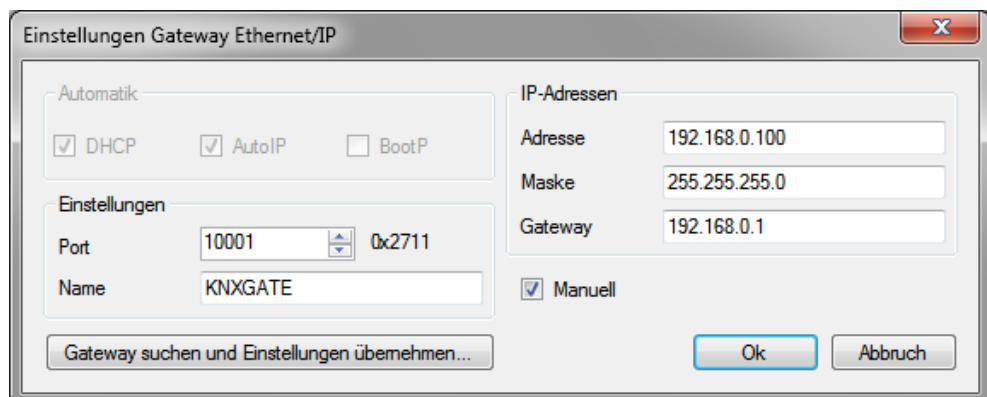 Einstellungen Gateway Ethernet/IP
Automatik
DHCP
AutoIP
BootP
Einstellungen
Port 10001 0x2711
Name KNXGATE
Gateway suchen und Einstellungen übernehmen...
IP-Adressen
Adresse 192.168.0.100
Maske 255.255.255.0
Gateway 192.168.0.1
Manuell
Ok
Abbruch